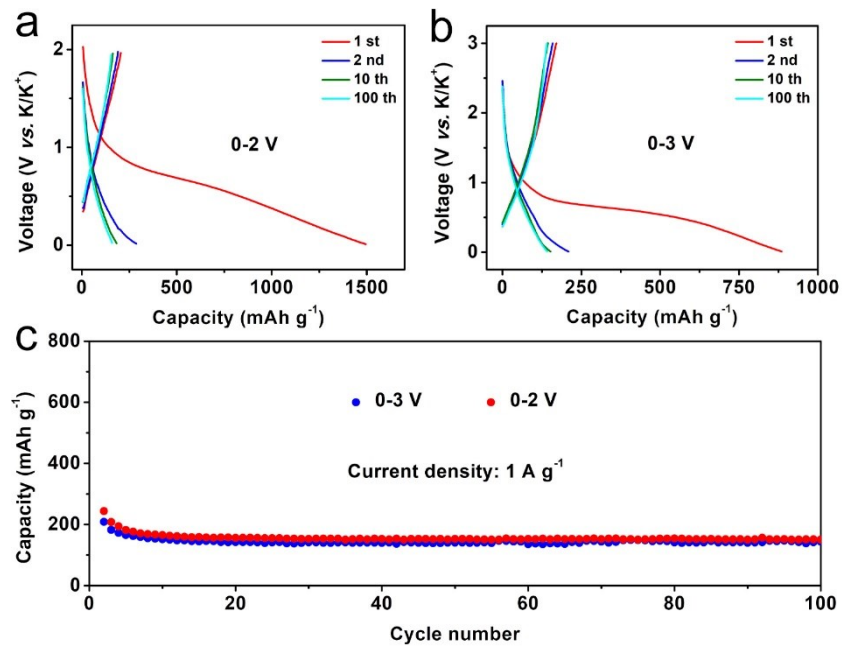 a
b
2
1
0
Voltage (V vs. K/K⁺)
1 st
2 nd
10 th
100 th
0-2 V
0
500
1000
1500
Capacity (mAh g⁻¹)
3
2
1
0
Voltage (V vs. K/K⁺)
1 st
2 nd
10 th
100 th
0-3 V
0
250
500
750
1000
Capacity (mAh g⁻¹)
c
800
600
400
200
0
Capacity (mAh g⁻¹)
0-3 V
0-2 V
Current density: 1 A g⁻¹
0
20
40
60
80
100
Cycle number